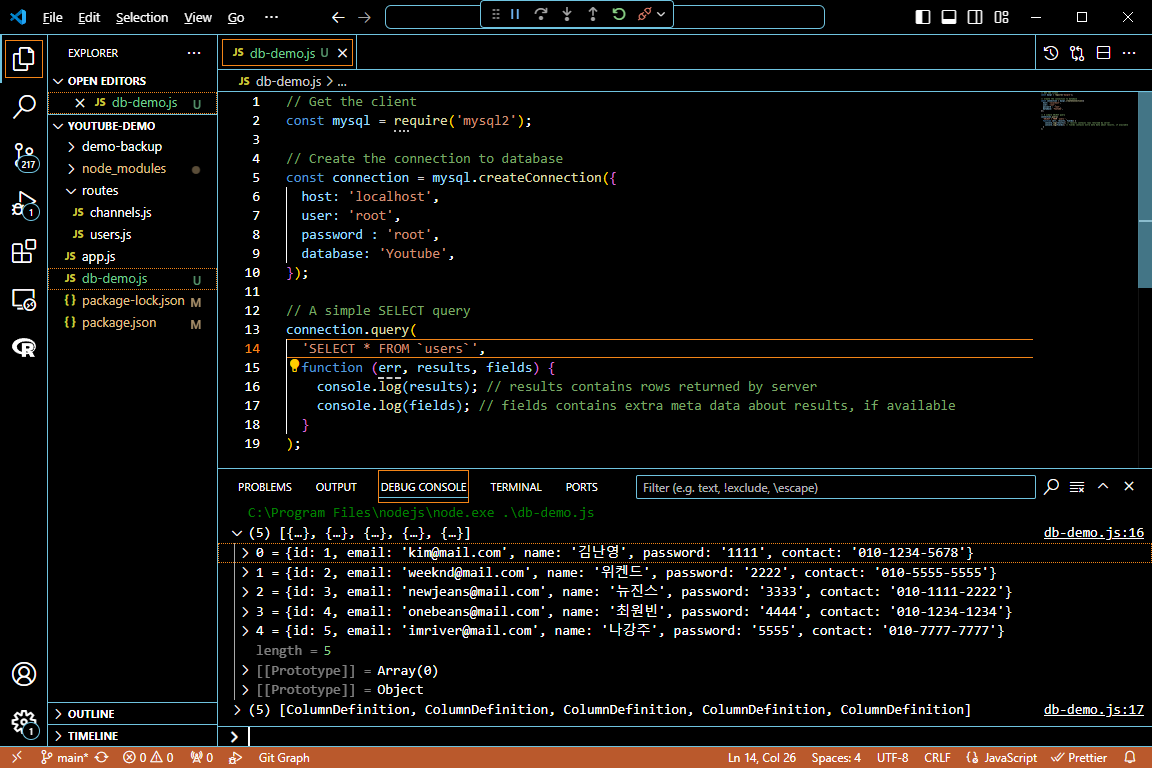 File Edit Selection View Go ···
EXPLORER ···
OPEN EDITORS
JS db-demo.js U
YOUTUBE-DEMO
demo-backup
node_modules
routes
JS channels.js
JS users.js
JS app.js
JS db-demo.js U
{} package-lock.json M
{} package.json M
OUTLINE
TIMELINE
217
1
1
JS db-demo.js U
JS db-demo.js > ...
1 // Get the client
2 const mysql = require('mysql2');
3
4 // Create the connection to database
5 const connection = mysql.createConnection({
6 host: 'localhost',
7 user: 'root',
8 password : 'root',
9 database: 'Youtube',
10 });
11
12 // A simple SELECT query
13 connection.query(
14 'SELECT * FROM `users`',
15 function (err, results, fields) {
16 console.log(results); // results contains rows returned by server
17 console.log(fields); // fields contains extra meta data about results, if available
18 }
19 );
PROBLEMS OUTPUT DEBUG CONSOLE TERMINAL PORTS Filter (e.g. text, !exclude, \escape)
C:\Program Files\nodejs\node.exe .\db-demo.js
(5) [{…}, {…}, {…}, {…}, {…}] db-demo.js:16
0 = {id: 1, email: 'kim@mail.com', name: '김난영', password: '1111', contact: '010-1234-5678'}
1 = {id: 2, email: 'weeknd@mail.com', name: '위켄드', password: '2222', contact: '010-5555-5555'}
2 = {id: 3, email: 'newjeans@mail.com', name: '뉴진스', password: '3333', contact: '010-1111-2222'}
3 = {id: 4, email: 'onebeans@mail.com', name: '최원빈', password: '4444', contact: '010-1234-1234'}
4 = {id: 5, email: 'imriver@mail.com', name: '나강주', password: '5555', contact: '010-7777-7777'}
length = 5
[[Prototype]] = Array(0)
[[Prototype]] = Object
(5) [ColumnDefinition, ColumnDefinition, ColumnDefinition, ColumnDefinition, ColumnDefinition] db-demo.js:17
main* 0 0 0 Git Graph Ln 14, Col 26 Spaces: 4 UTF-8 CRLF {} JavaScript Prettier